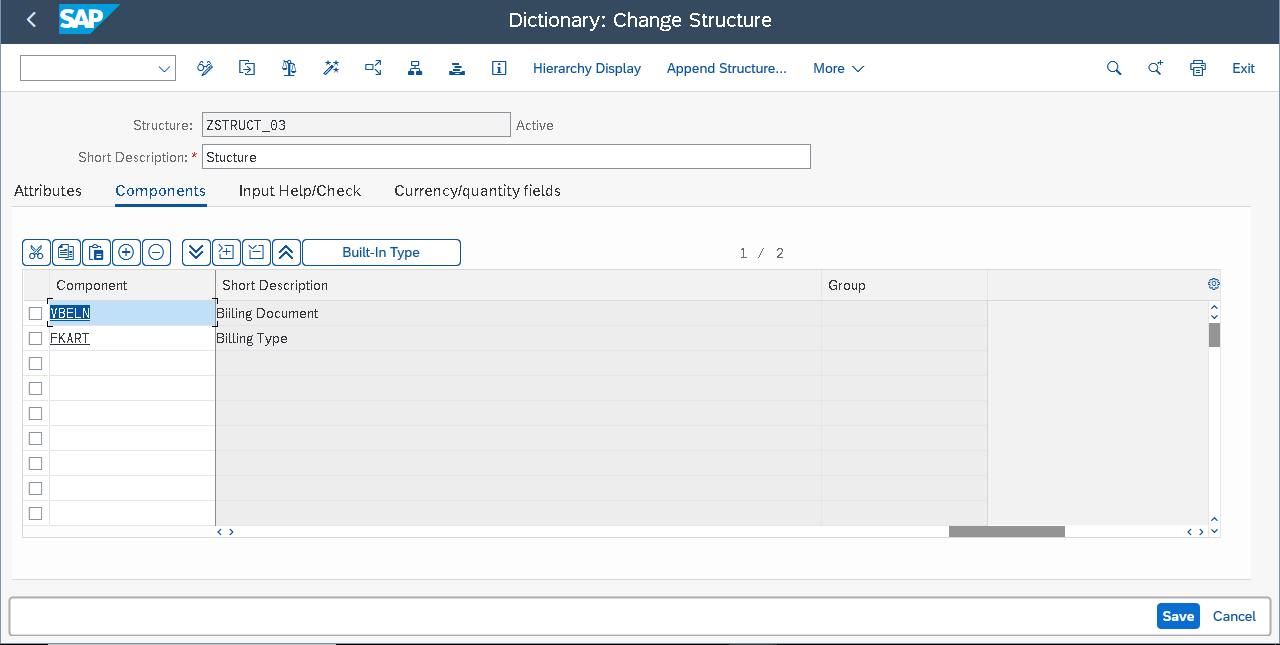 SAP Dictionary: Change Structure
Hierarchy Display Append Structure... More Exit
Structure: ZSTRUCT_03 Active
Short Description: * Stucture
Attributes Components Input Help/Check Currency/quantity fields
Built-In Type 1 / 2
Component Short Description Group
VBELN Biiling Document
FKART Billing Type
Save Cancel